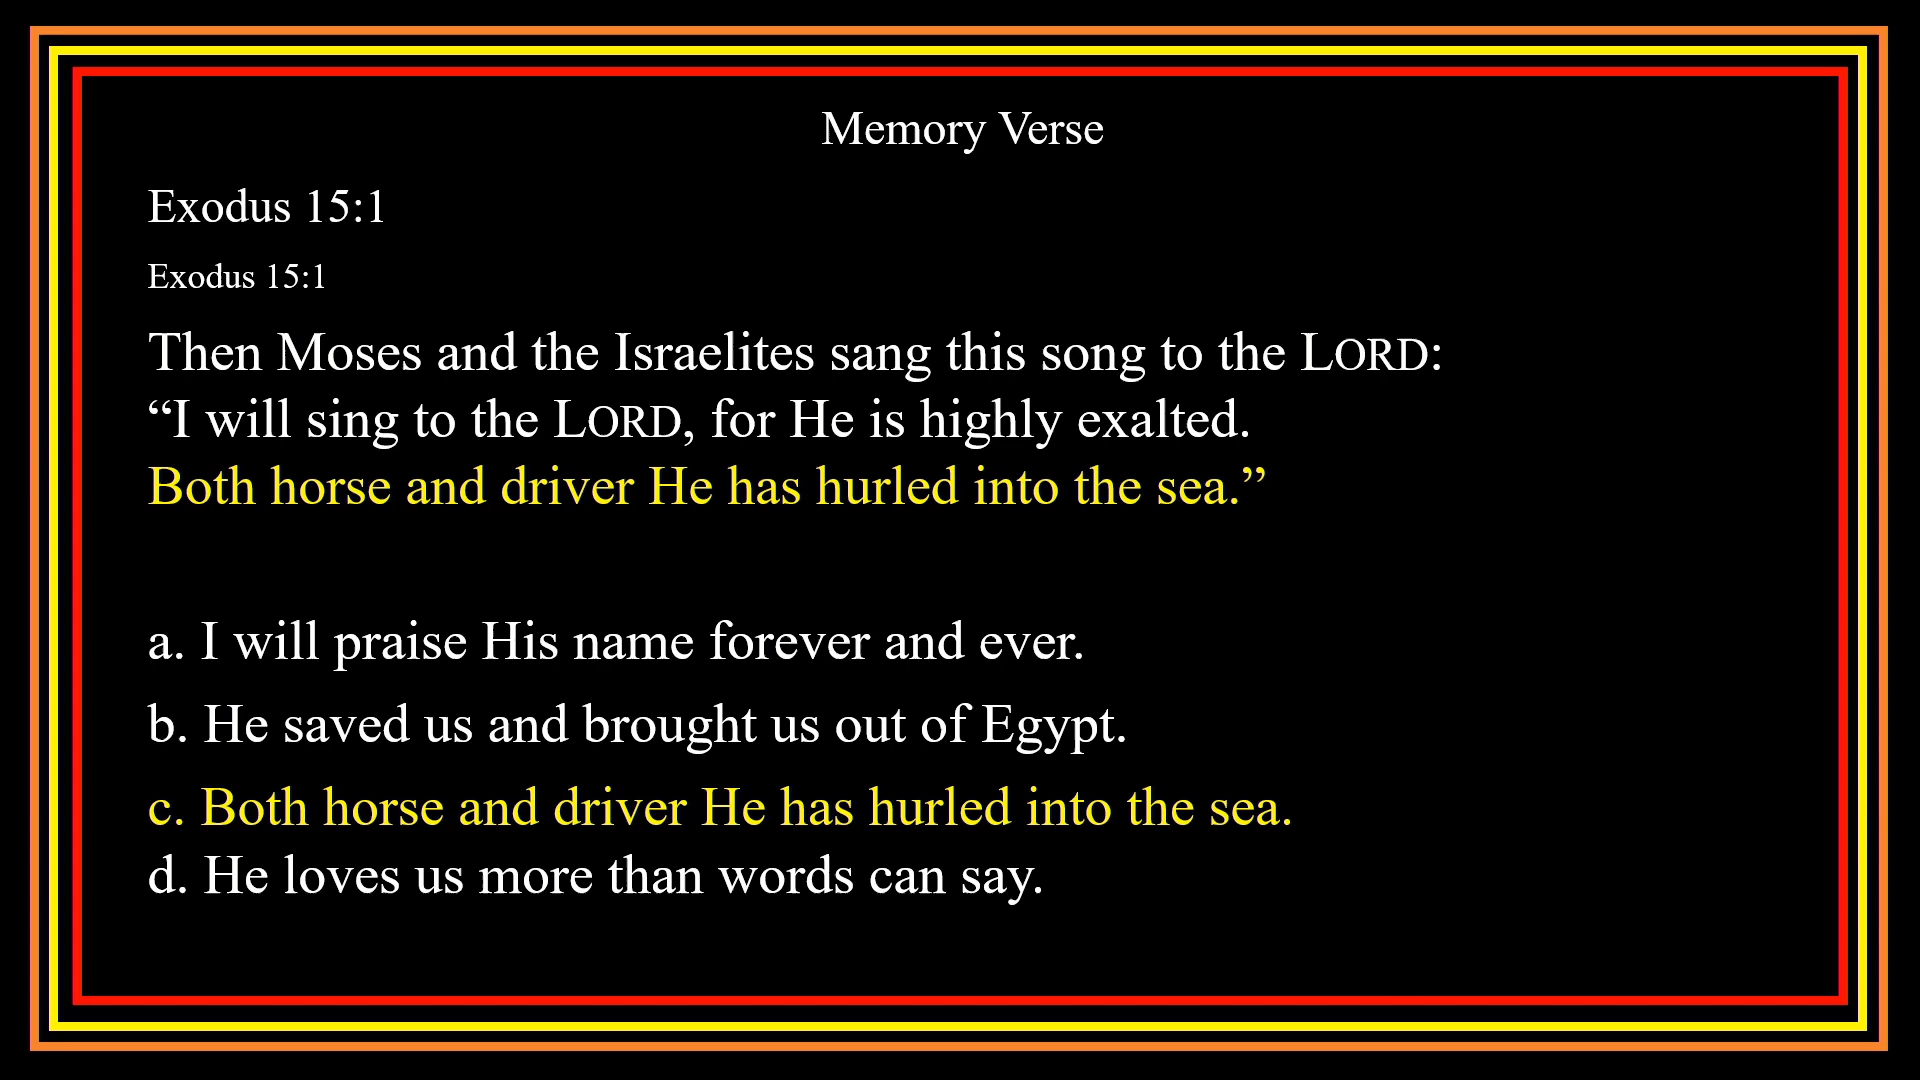 Memory Verse
Exodus 15:1
Exodus 15:1
Then Moses and the Israelites sang this song to the LORD:
“I will sing to the LORD, for He is highly exalted.
Both horse and driver He has hurled into the sea.”
a. I will praise His name forever and ever.
b. He saved us and brought us out of Egypt.
c. Both horse and driver He has hurled into the sea.
d. He loves us more than words can say.